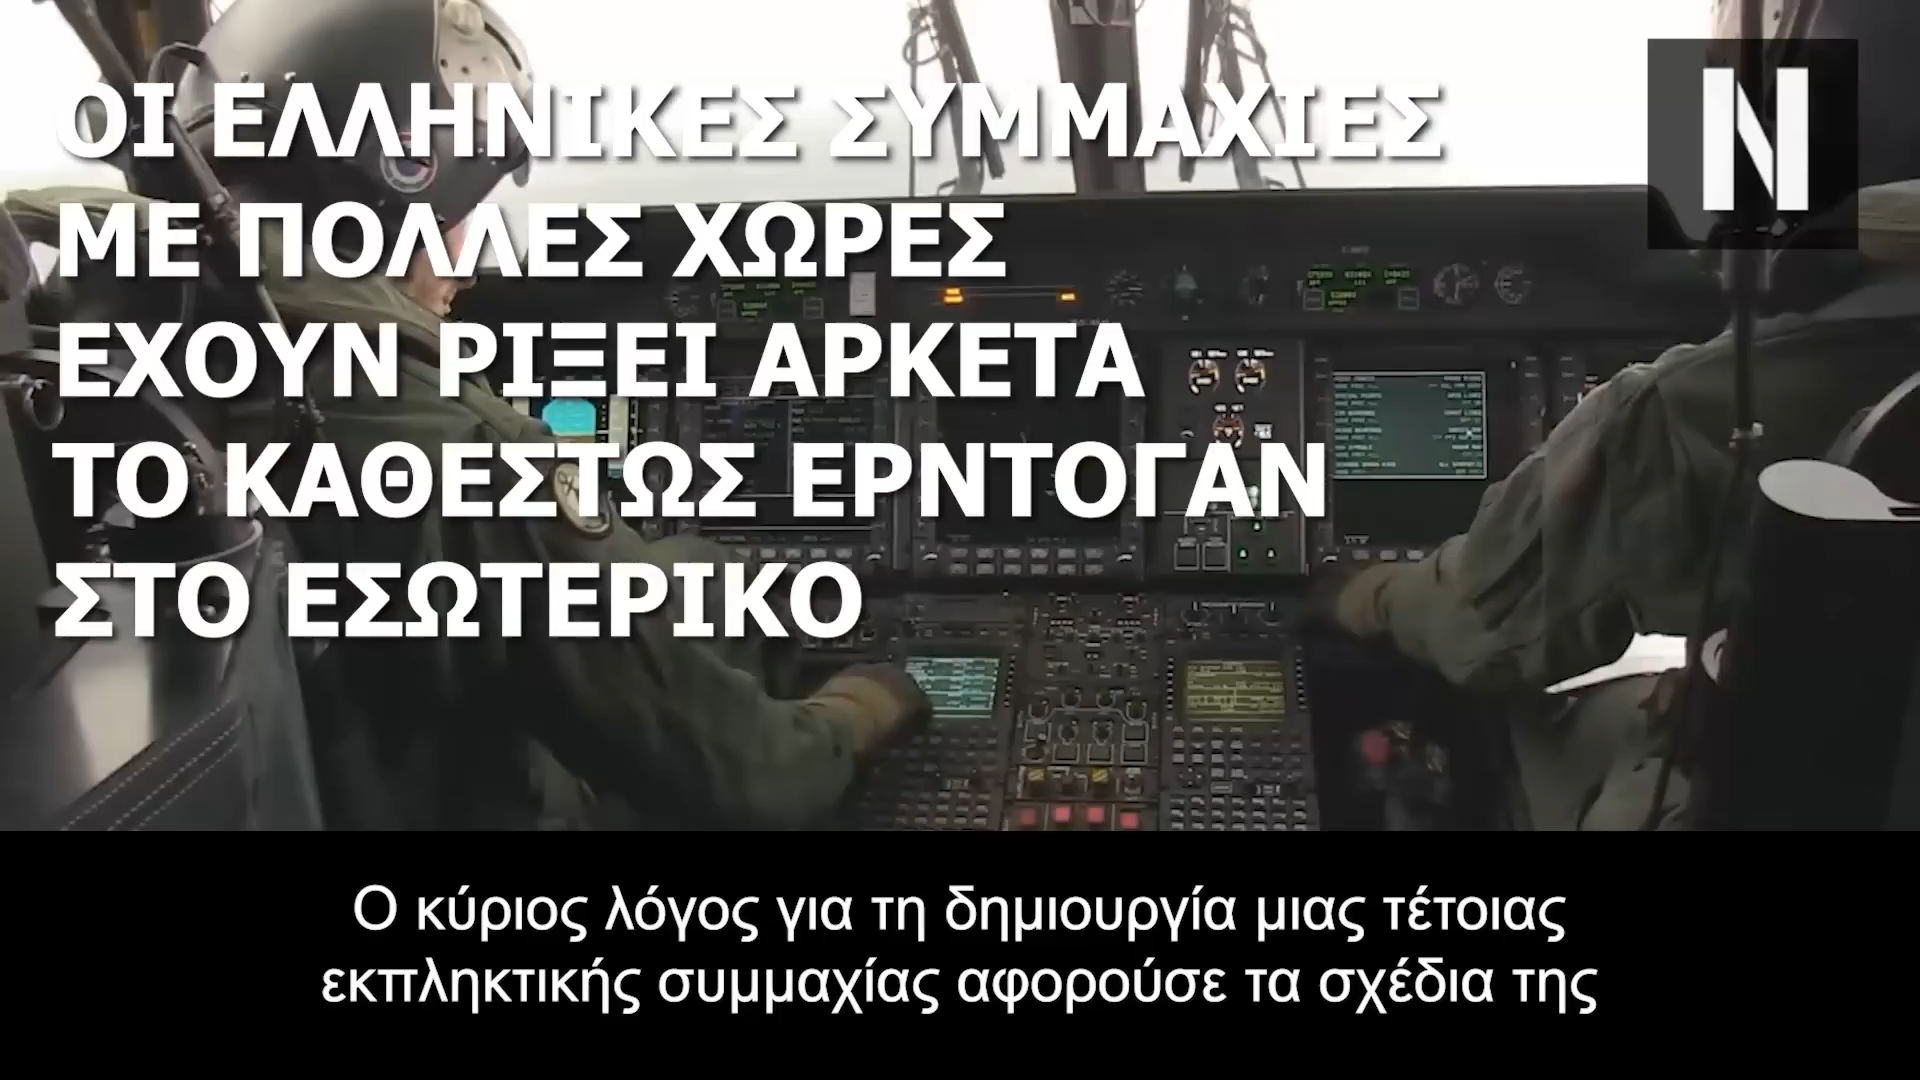 ΟΙ ΕΛΛΗΝΙΚΕΣ ΣΥΜΜΑΧΙΕΣ
ΜΕ ΠΟΛΛΕΣ ΧΩΡΕΣ
ΕΧΟΥΝ ΡΙΞΕΙ ΑΡΚΕΤΑ
ΤΟ ΚΑΘΕΣΤΩΣ ΕΡΝΤΟΓΑΝ
ΣΤΟ ΕΣΩΤΕΡΙΚΟ
N
Ο κύριος λόγος για τη δημιουργία μιας τέτοιας
εκπληκτικής συμμαχίας αφορούσε τα σχέδια της